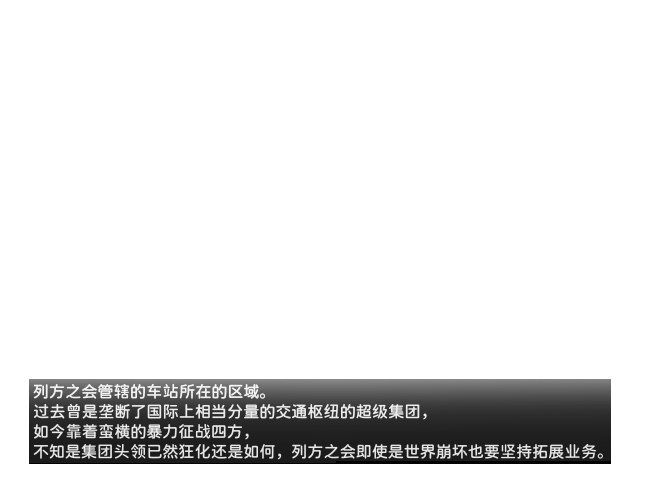 列方之会管辖的车站所在的区域。
过去曾是垄断了国际上相当分量的交通枢纽的超级集团，
如今靠着蛮横的暴力征战四方，
不知是集团头领已然狂化还是如何，列方之会即使是世界崩坏也要坚持拓展业务。